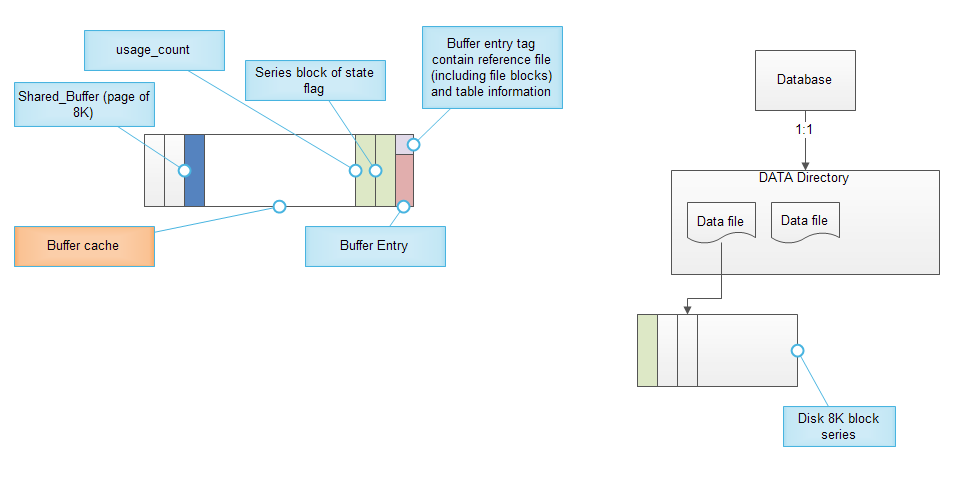 usage_count
Shared_Buffer (page of
8K)
Series block of state
flag
Buffer entry tag
contain reference file
(including file blocks)
and table information
Buffer cache
Buffer Entry
Database
1:1
DATA Directory
Data file
Data file
Disk 8K block
series